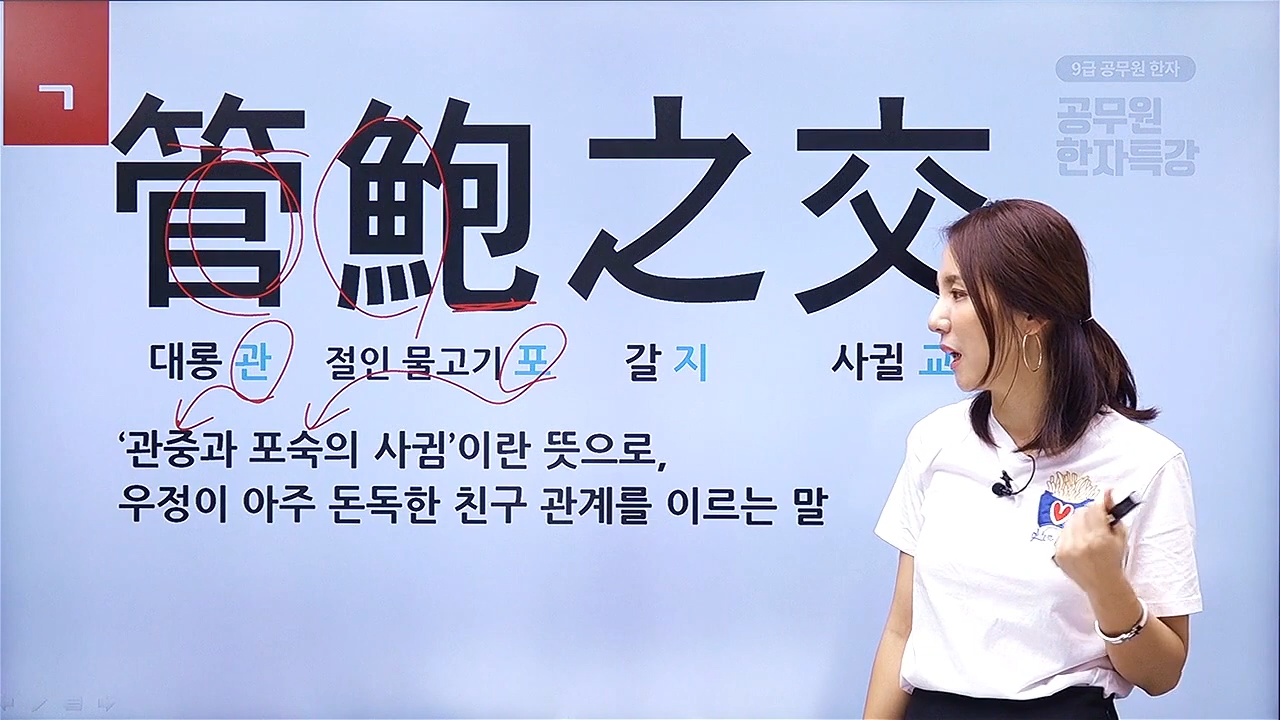 ㄱ
9급 공무원 한자
공무원
한자특강
管鮑之交
대롱 관 절인 물고기 포 갈 지 사귈 교
‘관중과 포숙의 사귐’이란 뜻으로,
우정이 아주 돈독한 친구 관계를 이르는 말